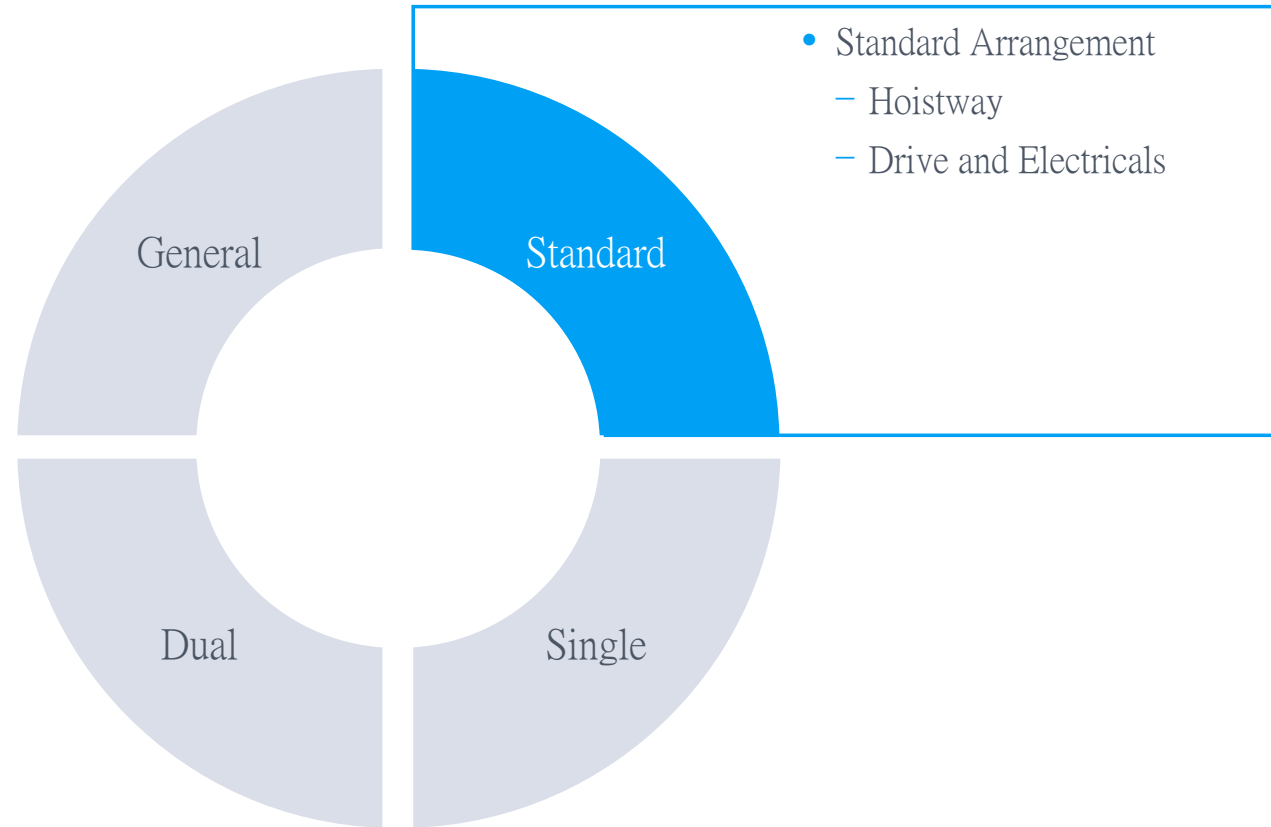 General
Standard
Dual
Single
• Standard Arrangement
– Hoistway
– Drive and Electricals